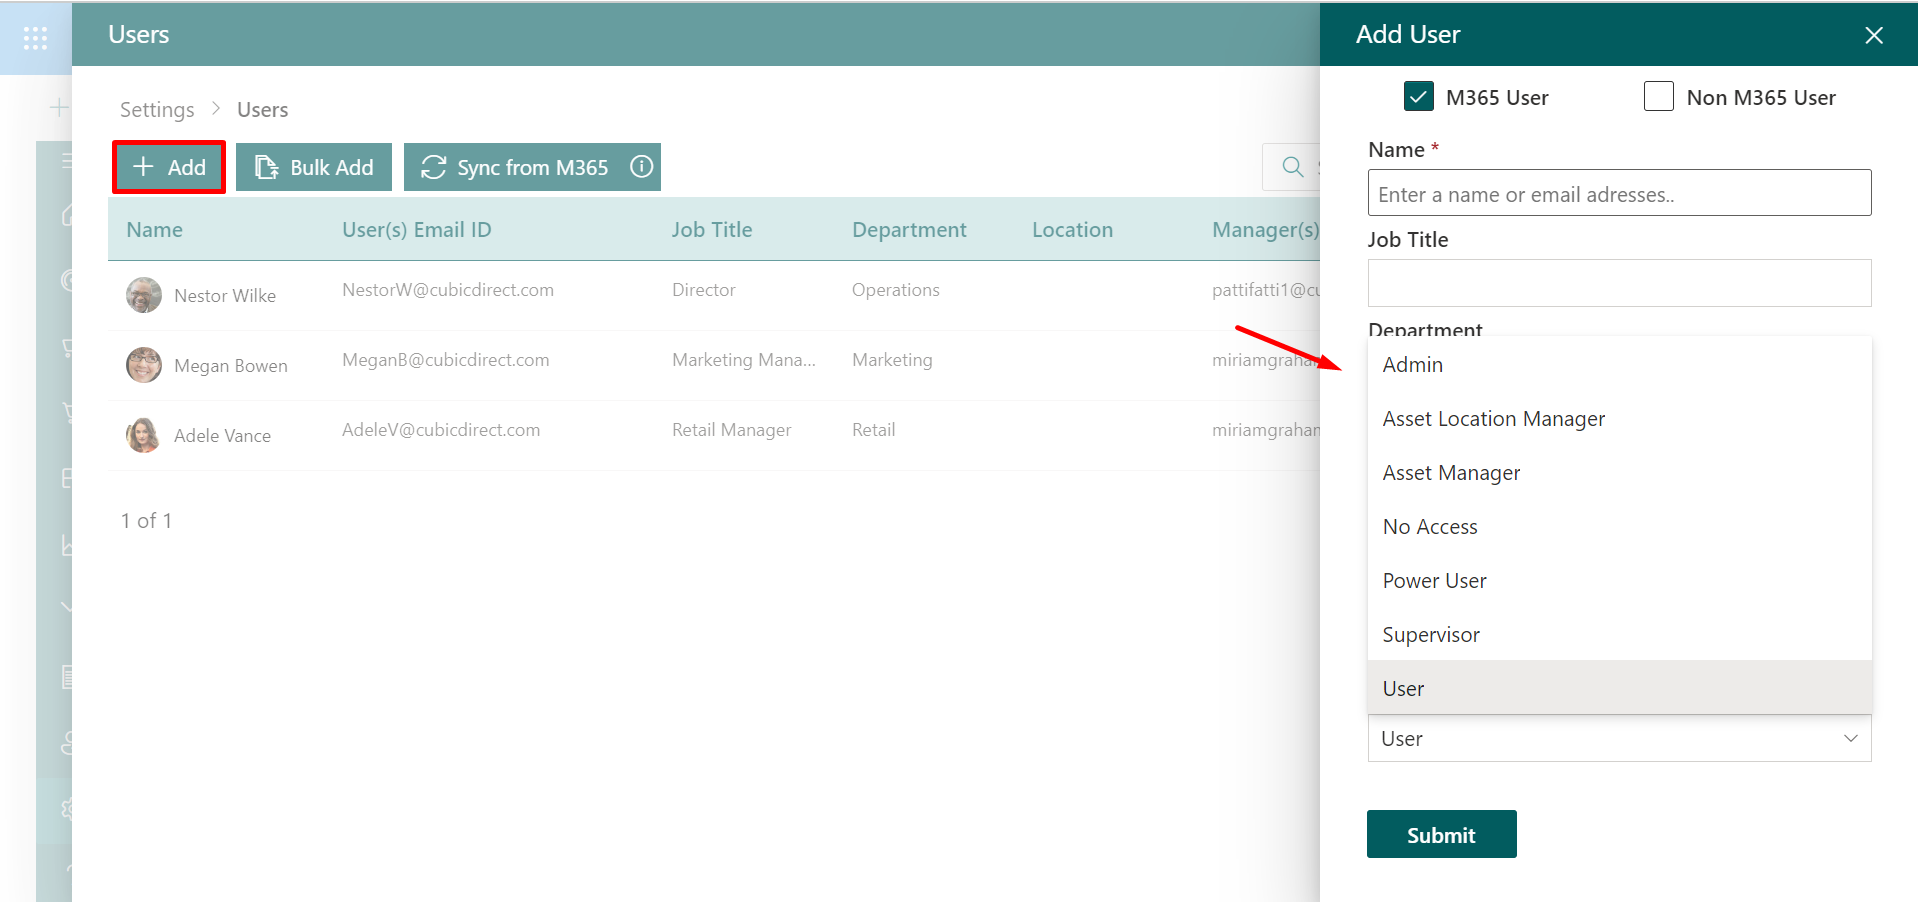 Users
Add User
M365 User
Non M365 User
Settings > Users
Add
Bulk Add
Sync from M365
Name *
Enter a name or email adresses..
Job Title
Department
Name
User(s) Email ID
Job Title
Department
Location
Manager(s)
Nestor Wilke
NestorW@cubicdirect.com
Director
Operations
pattifatti1@cu
Megan Bowen
MeganB@cubicdirect.com
Marketing Mana...
Marketing
miriamgraha
Adele Vance
AdeleV@cubicdirect.com
Retail Manager
Retail
miriamgraham
1 of 1
Admin
Asset Location Manager
Asset Manager
No Access
Power User
Supervisor
User
User
Submit